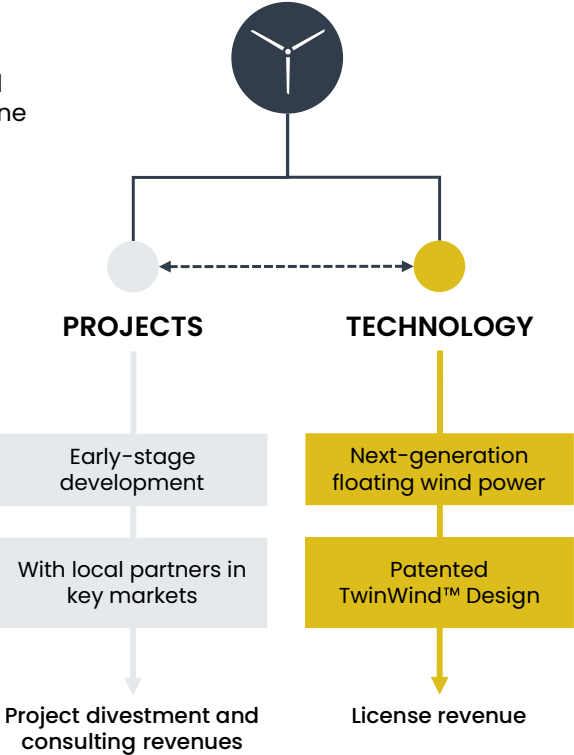 PROJECTS
TECHNOLOGY
Early-stage
development
Next-generation
floating wind power
With local partners in
key markets
Patented
TwinWind™ Design
Project divestment and
consulting revenues
License revenue